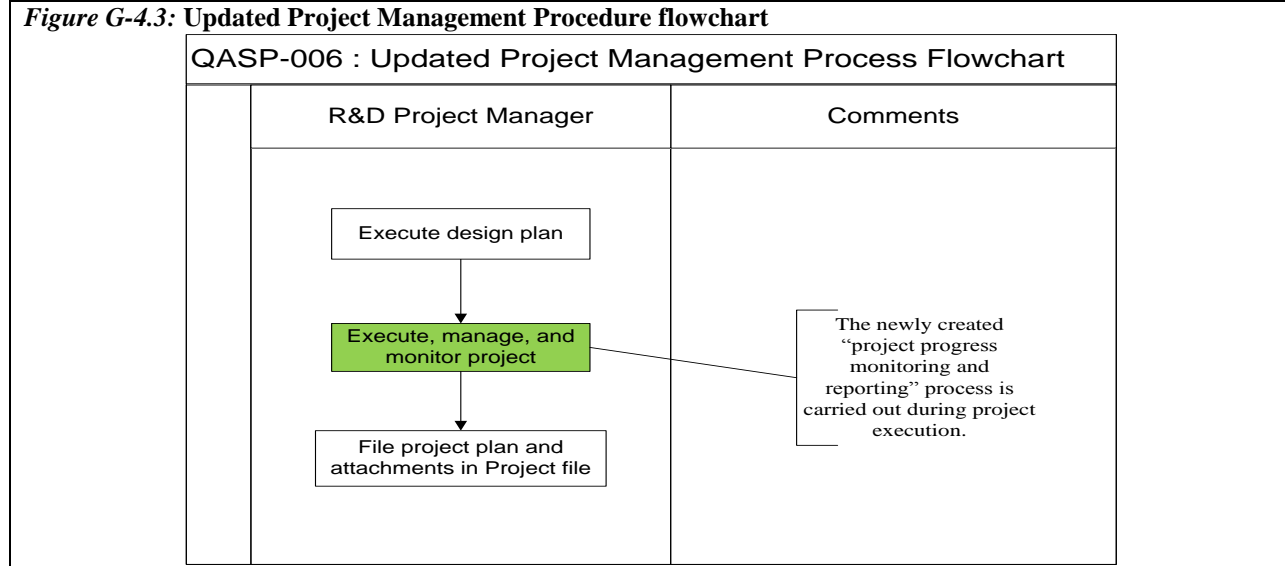 Figure G-4.3: Updated Project Management Procedure flowchart
QASP-006 : Updated Project Management Process Flowchart
R&D Project Manager
Comments
Execute design plan
Execute, manage, and
monitor project
File project plan and
attachments in Project file
The newly created
“project progress
monitoring and
reporting” process is
carried out during project
execution.